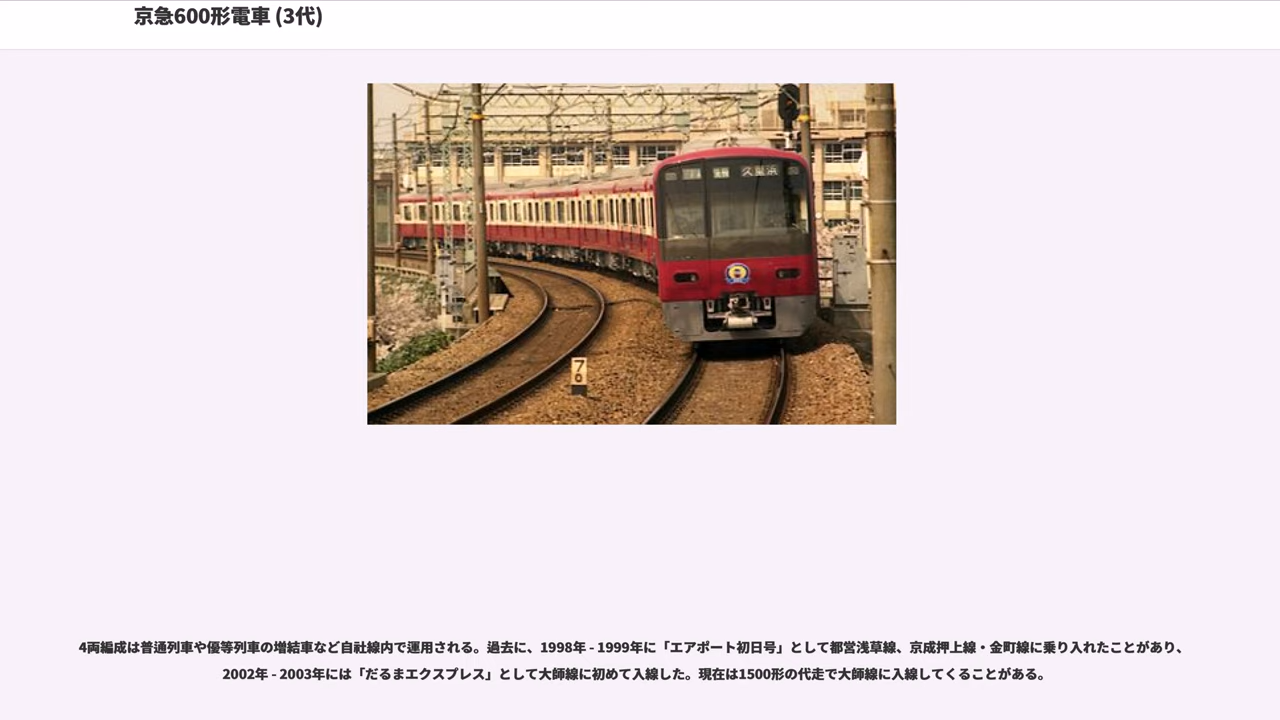 京急600形電車 (3代)
久里浜
7
0
4両編成は普通列車や優等列車の増結車など自社線内で運用される。過去に、1998年 - 1999年に「エアポート初日号」として都営浅草線、京成押上線・金町線に乗り入れたことがあり、
2002年 - 2003年には「だるまエクスプレス」として大師線に初めて入線した。現在は1500形の代走で大師線に入線してくることがある。